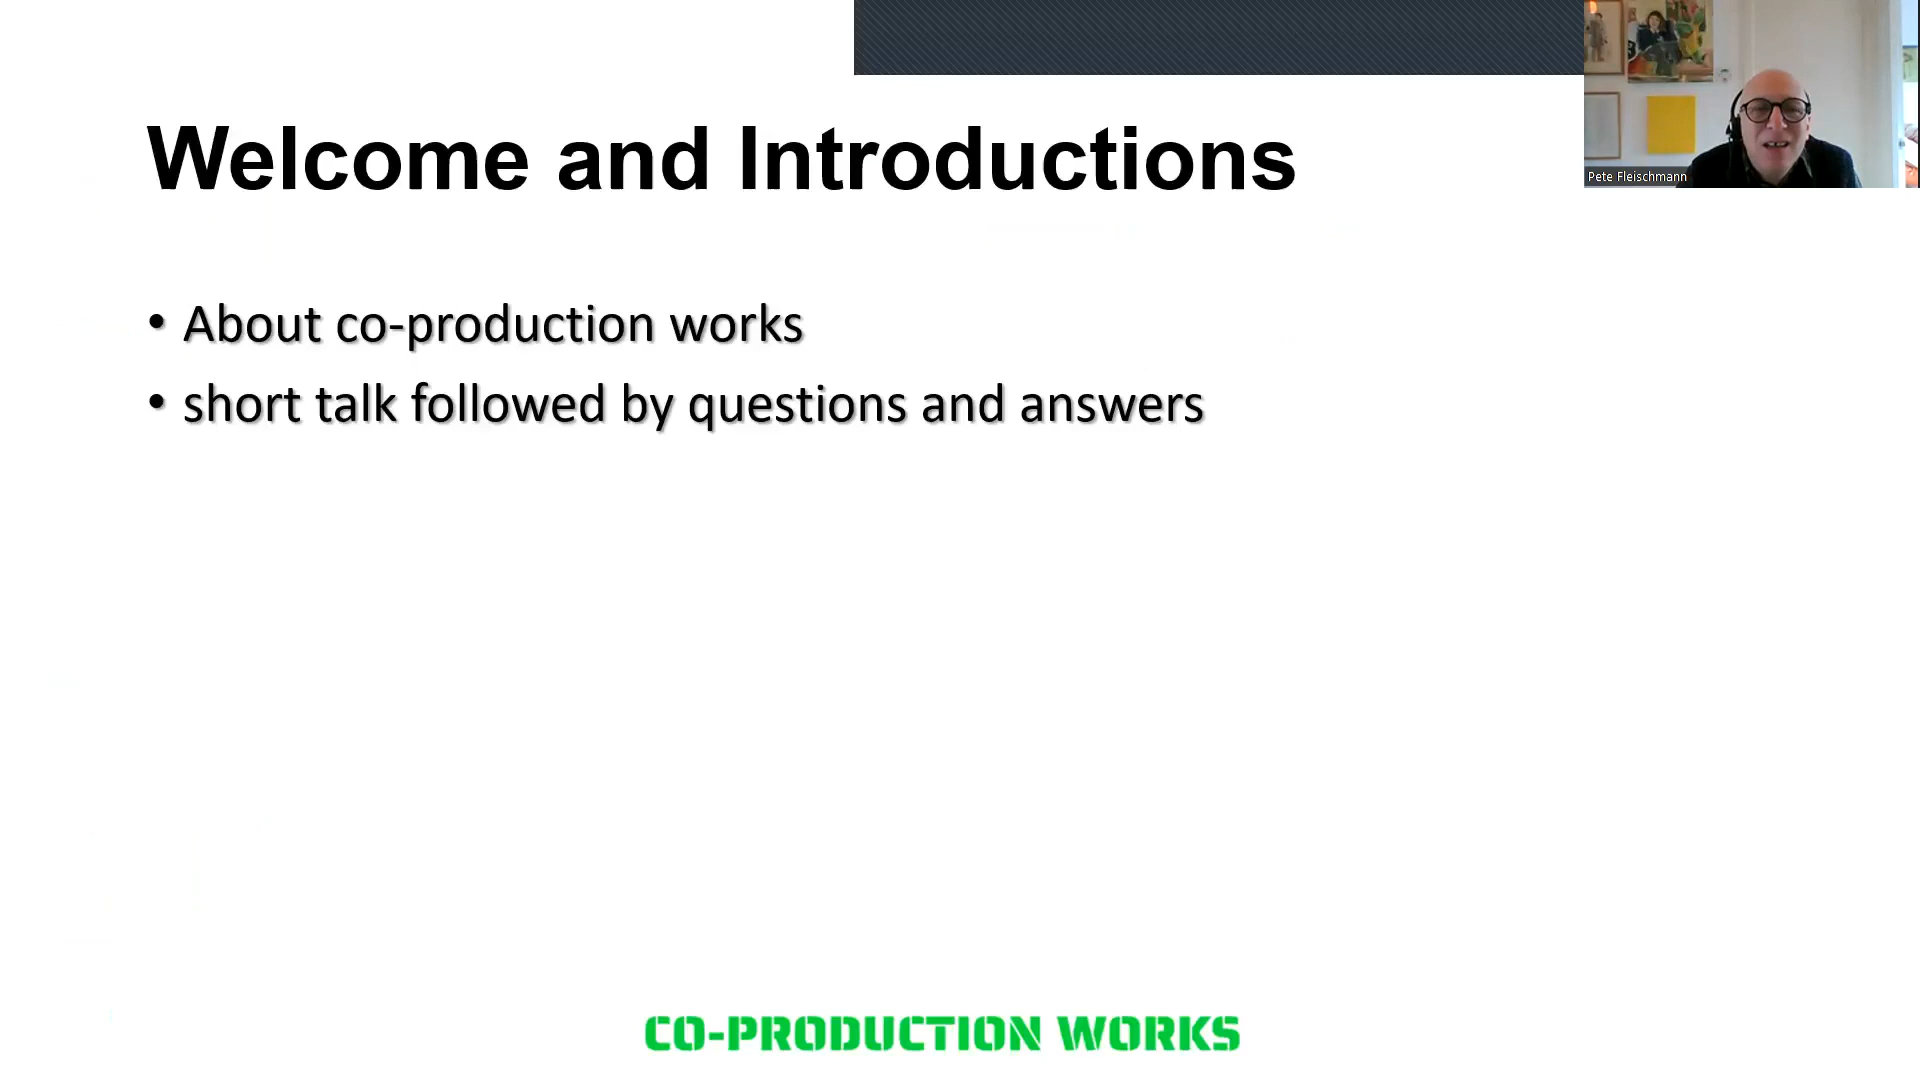 Welcome and Introductions
Pete Fleischmann
• About co-production works
• short talk followed by questions and answers
CO-PRODUCTION WORKS